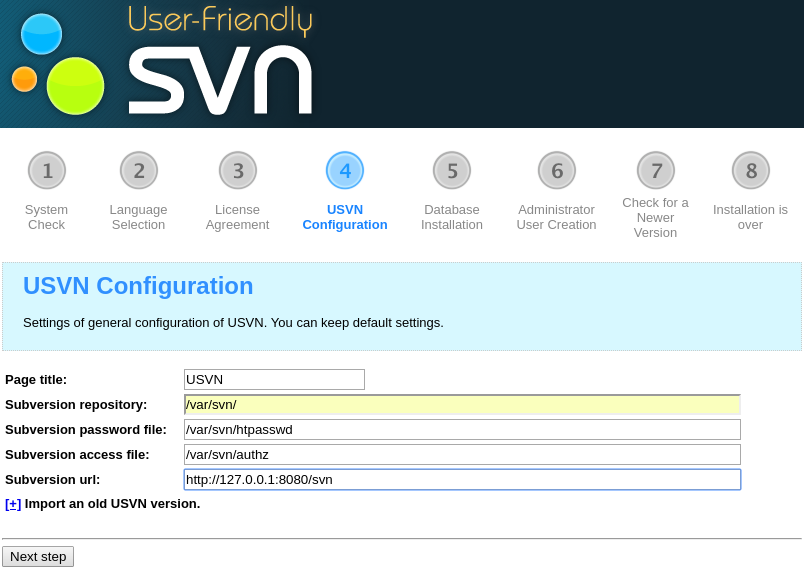 User-Friendly
svn
1 2 3 4 5 6 7 8
System Check
Language Selection
License Agreement
USVN Configuration
Database Installation
Administrator User Creation
Check for a Newer Version
Installation is over
USVN Configuration
Settings of general configuration of USVN. You can keep default settings.
Page title: USVN
Subversion repository: /var/svn/
Subversion password file: /var/svn/htpasswd
Subversion access file: /var/svn/authz
Subversion url: http://127.0.0.1:8080/svn
[+] Import an old USVN version.
Next step